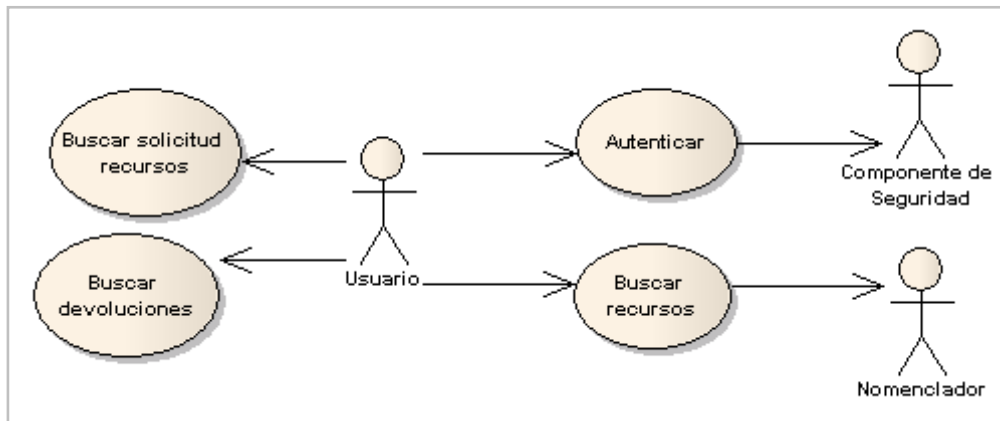 Buscar solicitud
recursos
Autenticar
Componente de
Seguridad
Usuario
Buscar
devoluciones
Buscar
recursos
Nomenclador